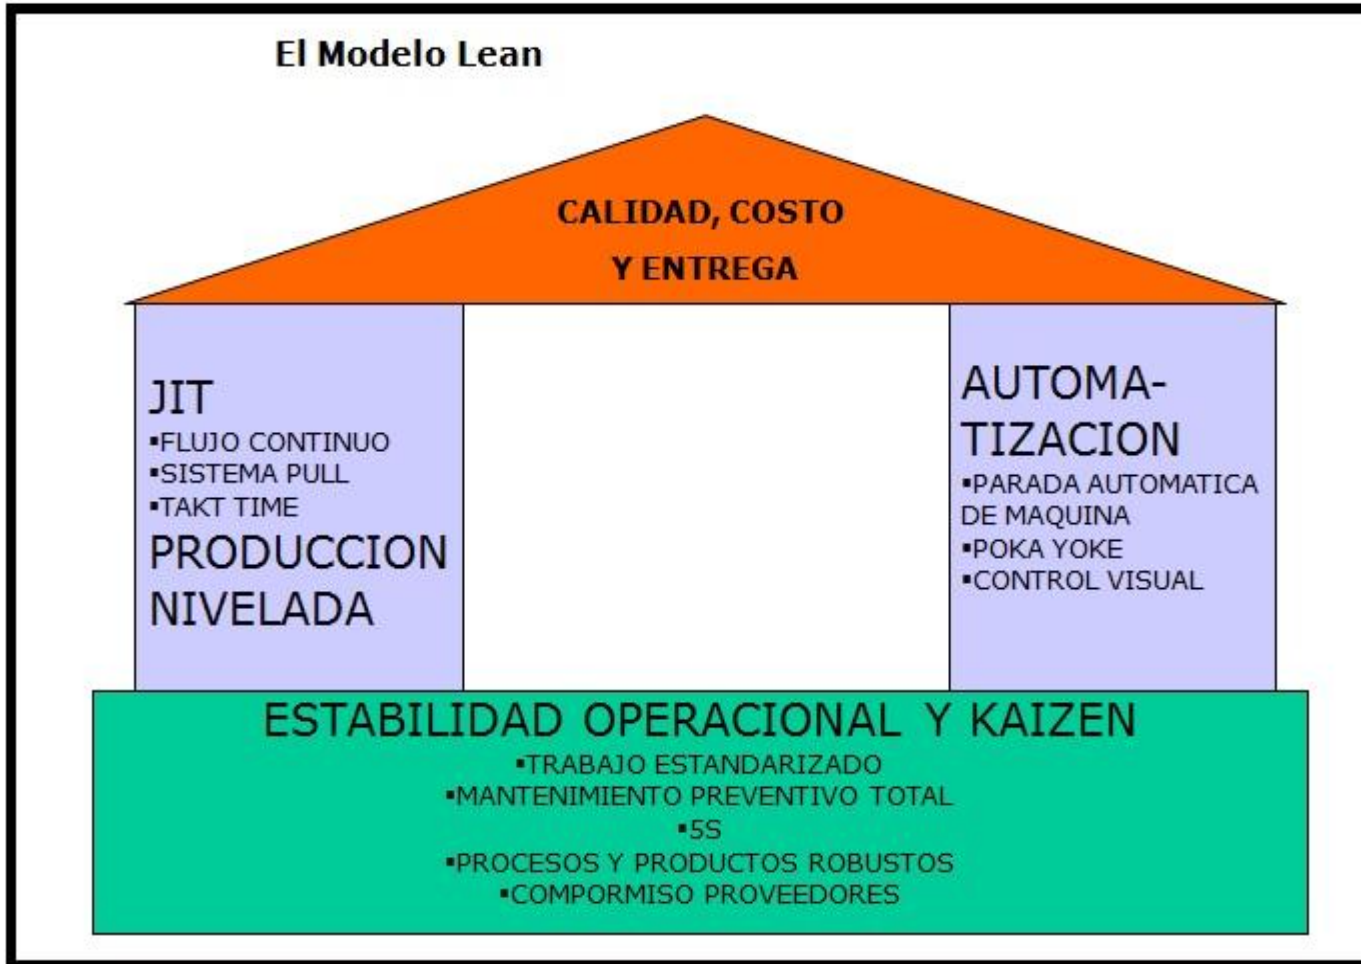 El Modelo Lean
CALIDAD, COSTO
Y ENTREGA
JIT
▪FLUJO CONTINUO
▪SISTEMA PULL
▪TAKT TIME
PRODUCCION
NIVELADA
AUTOMA-
TIZACION
▪PARADA AUTOMATICA
DE MAQUINA
▪POKA YOKE
▪CONTROL VISUAL
ESTABILIDAD OPERACIONAL Y KAIZEN
▪TRABAJO ESTANDARIZADO
▪MANTENIMIENTO PREVENTIVO TOTAL
▪5S
▪PROCESOS Y PRODUCTOS ROBUSTOS
▪COMPORMISO PROVEEDORES